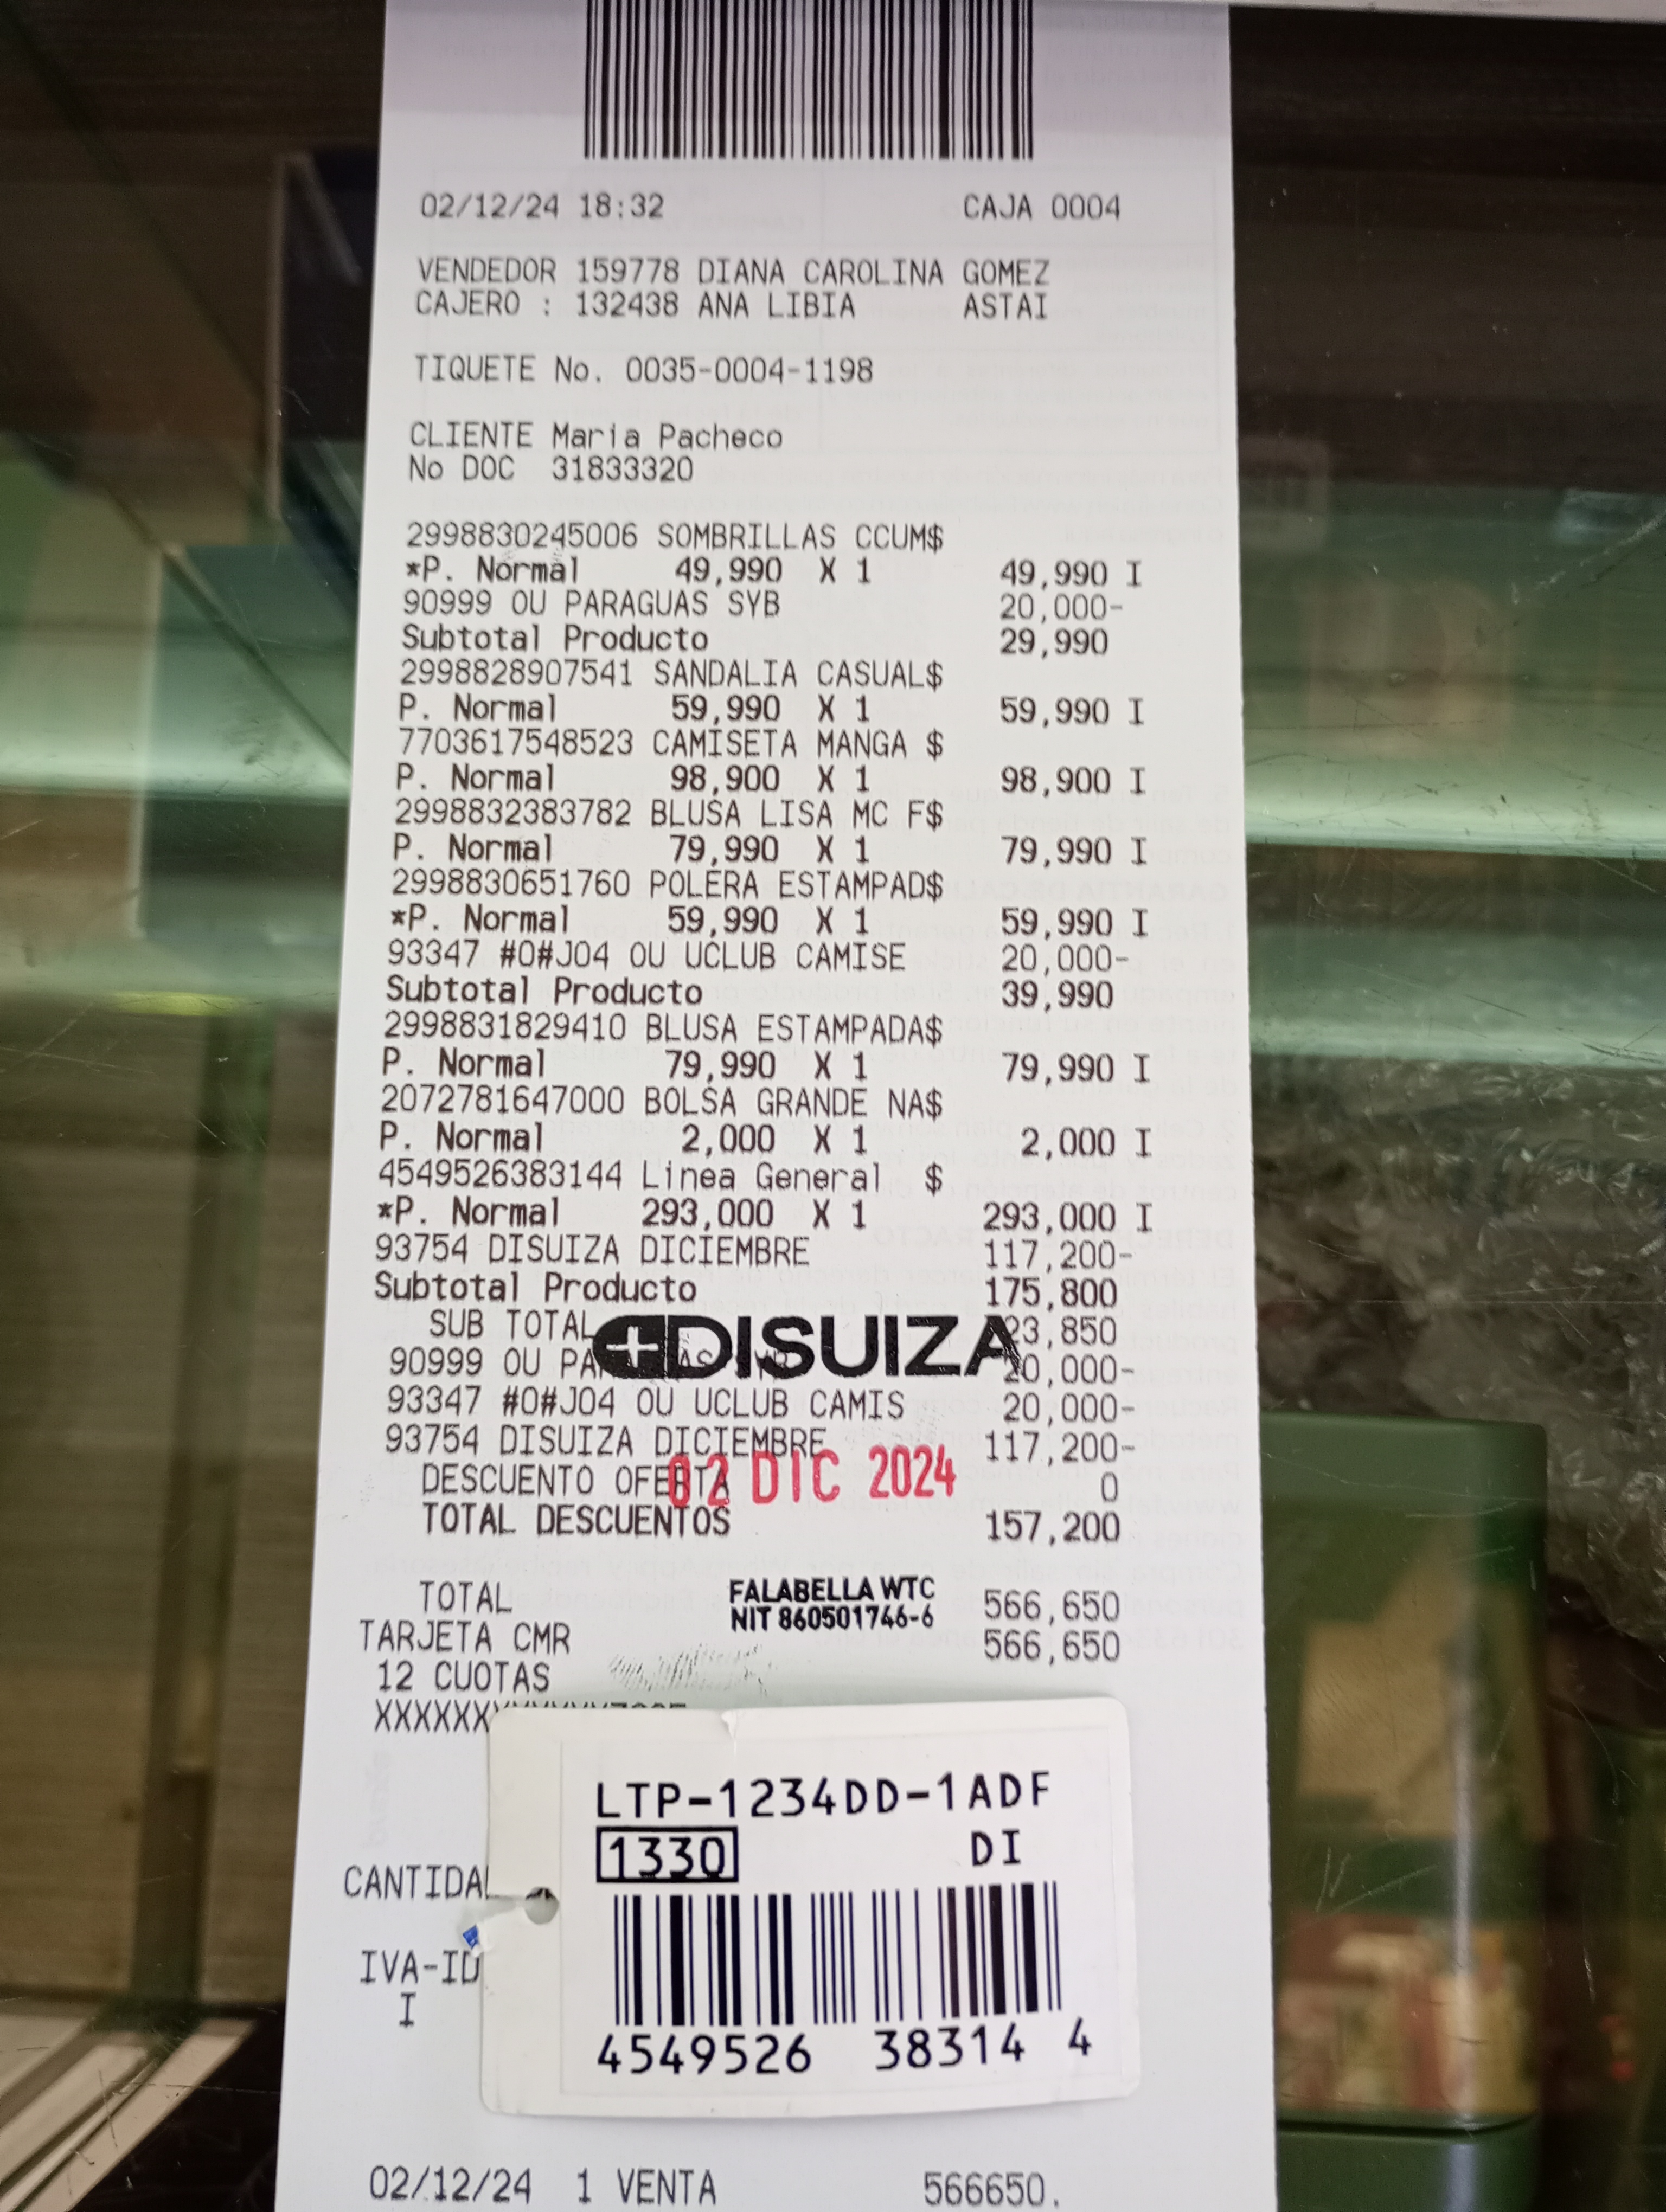 02/12/24 18:32 CAJA 0004
VENDEDOR 159778 DIANA CAROLINA GOMEZ
CAJERO : 132438 ANA LIBIA ASTAI
TIQUETE No. 0035-0004-1198
CLIENTE Maria Pacheco
No DOC 31833320
2998830245006 SOMBRILLAS CCUM$
*P. Normal 49,990 X 1 49,990 I
90999 OU PARAGUAS SYB 20,000-
Subtotal Producto 29,990
2998828907541 SANDALIA CASUAL$
P. Normal 59,990 X 1 59,990 I
7703617548523 CAMISETA MANGA $
P. Normal 98,900 X 1 98,900 I
2998832383782 BLUSA LISA MC F$
P. Normal 79,990 X 1 79,990 I
2998830651760 POLERA ESTAMPAD$
*P. Normal 59,990 X 1 59,990 I
93347 #0#J04 OU UCLUB CAMISE 20,000-
Subtotal Producto 39,990
2998831829410 BLUSA ESTAMPADA$
P. Normal 79,990 X 1 79,990 I
2072781647000 BOLSA GRANDE NA$
P. Normal 2,000 X 1 2,000 I
4549526383144 Linea General $
*P. Normal 293,000 X 1 293,000 I
93754 DISUIZA DICIEMBRE 117,200-
Subtotal Producto 175,800
SUB TOTAL 23,850
DISUIZA
90999 OU 20,000-
93347 #0#J04 OU UCLUB CAMIS 20,000-
93754 DISUIZA DICIEMBRE 117,200-
02 DIC 2024
DESCUENTO OFERTA 0
TOTAL DESCUENTOS 157,200
TOTAL 566,650
FALABELLA WTC
NIT 860501746-6
TARJETA CMR 566,650
12 CUOTAS
LTP-1234DD-1ADF
1330 DI
CANTIDA
IVA-ID
I
4549526 38314 4
02/12/24 1 VENTA 566650.